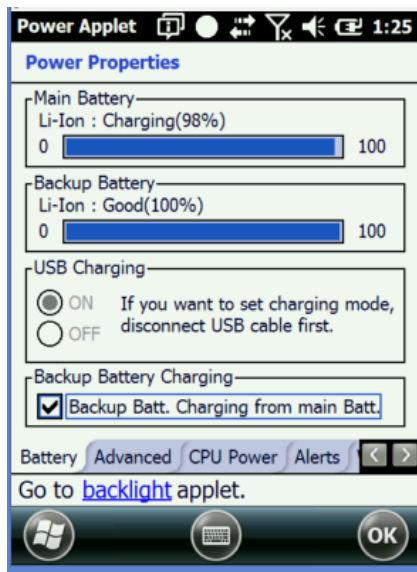 Power Applet 1:25
Power Properties
Main Battery
Li-Ion : Charging(98%)
0 100
Backup Battery
Li-Ion : Good(100%)
0 100
USB Charging
ON If you want to set charging mode,
OFF disconnect USB cable first.
Backup Battery Charging
Backup Batt. Charging from main Batt.
Battery Advanced CPU Power Alerts
Go to backlight applet.
OK